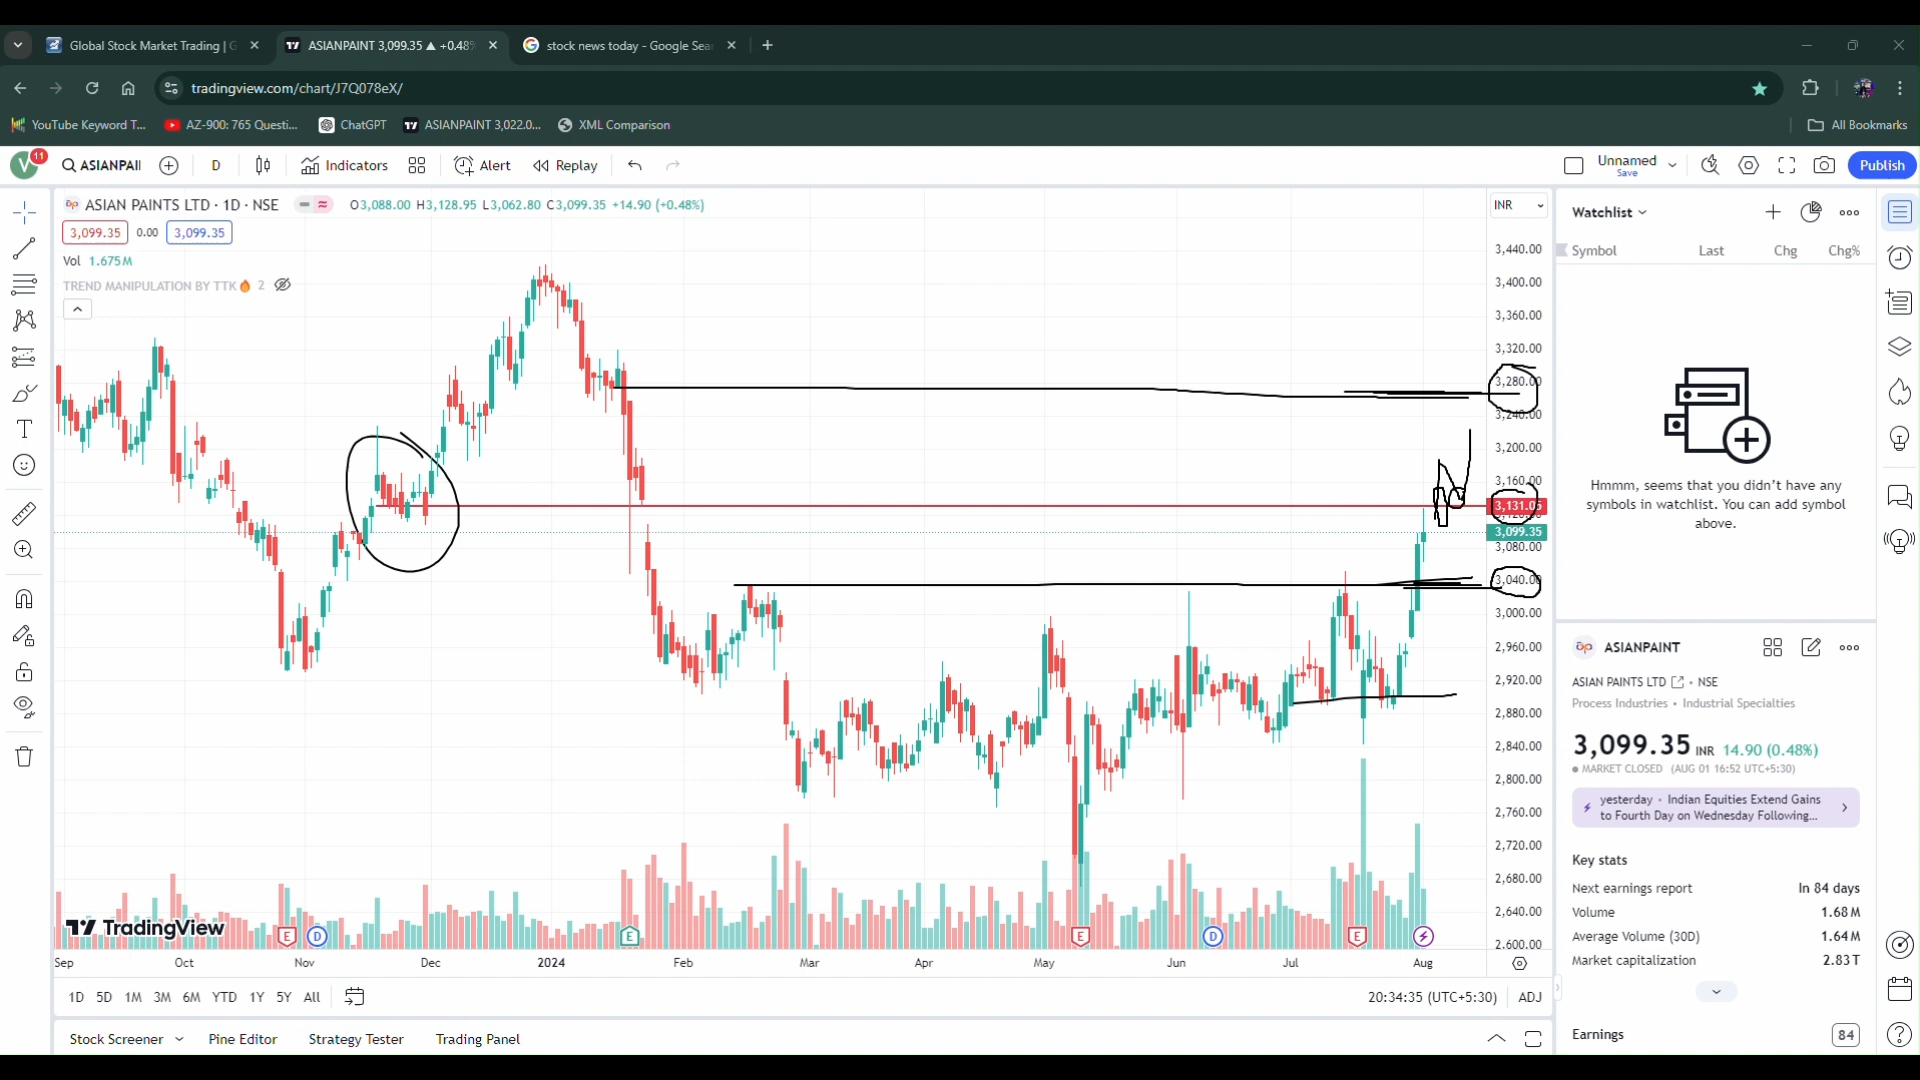 Global Stock Market Trading | G
ASIANPAINT 3,099.35 ▲ +0.48%
stock news today - Google Sea
tradingview.com/chart/J7Q078eX/
YouTube Keyword T...
AZ-900: 765 Questi...
ChatGPT
ASIANPAINT 3,022.0...
XML Comparison
All Bookmarks
V 11
ASIANPAII
D
Indicators
Alert
Replay
Unnamed
Save
Publish
ASIAN PAINTS LTD · 1D · NSE
O3,088.00 H3,128.95 L3,062.80 C3,099.35 +14.90 (+0.48%)
3,099.35 0.00 3,099.35
Vol 1.675M
TREND MANIPULATION BY TTK🔥 2
INR
3,440.00
3,400.00
3,360.00
3,320.00
3,280.00
3,240.00
3,200.00
3,160.00
3,131.05
3,120.00
3,099.35
3,080.00
3,040.00
3,000.00
2,960.00
2,920.00
2,880.00
2,840.00
2,800.00
2,760.00
2,720.00
2,680.00
2,640.00
2,600.00
TradingView
E D E E D E
Sep Oct Nov Dec 2024 Feb Mar Apr May Jun Jul Aug
1D 5D 1M 3M 6M YTD 1Y 5Y All
20:34:35 (UTC+5:30) ADJ
Stock Screener Pine Editor Strategy Tester Trading Panel
Watchlist
Symbol Last Chg Chg%
Hmmm, seems that you didn't have any
symbols in watchlist. You can add symbol
above.
ASIANPAINT
ASIAN PAINTS LTD • NSE
Process Industries • Industrial Specialties
3,099.35 INR 14.90 (0.48%)
MARKET CLOSED (AUG 01 16:52 UTC+5:30)
yesterday · Indian Equities Extend Gains
to Fourth Day on Wednesday Following...
Key stats
Next earnings report In 84 days
Volume 1.68M
Average Volume (30D) 1.64M
Market capitalization 2.83T
Earnings 84